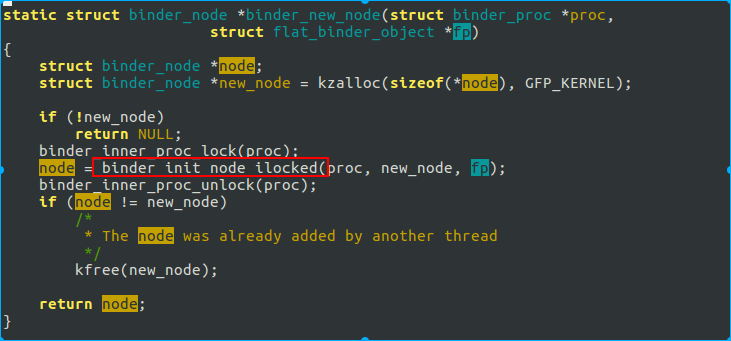 static struct binder_node *binder_new_node(struct binder_proc *proc,
struct flat_binder_object *fp)
{
struct binder_node *node;
struct binder_node *new_node = kzalloc(sizeof(*node), GFP_KERNEL);
if (!new_node)
return NULL;
binder_inner_proc_lock(proc);
node = binder_init_node_ilocked(proc, new_node, fp);
binder_inner_proc_unlock(proc);
if (node != new_node)
/*
* The node was already added by another thread
*/
kfree(new_node);
return node;
}